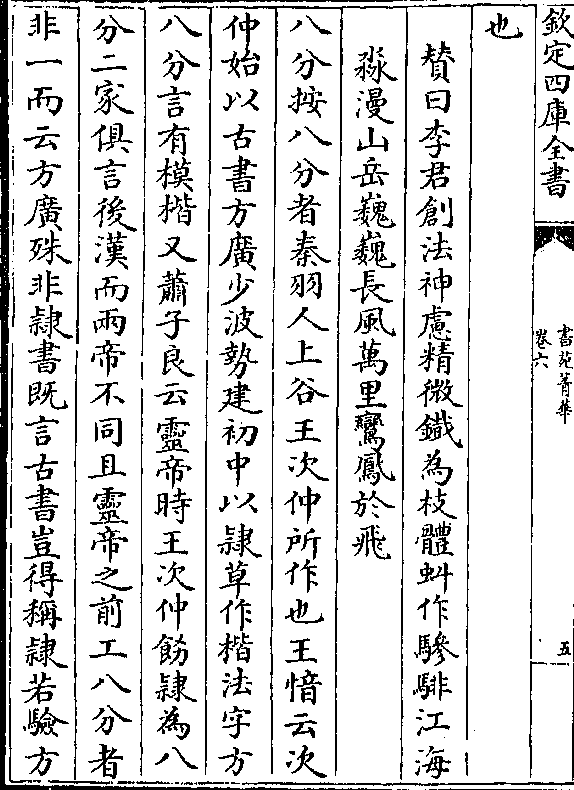 欽定四庫全書
書苑菁華
卷六
五
也
賛曰李君創法神慮精微鐡為枝體虯作驂騑江海
淼漫山岳巍巍長風萬里鸞鳳於飛
八分按八分者秦羽人上谷王次仲所作也王愔云次
仲始以古書方廣少波勢建初中以隷草作楷法字方
八分言有模楷又蕭子良云靈帝時王次仲飾隷為八
分二家俱言後漢而兩帝不同且靈帝之前工八分者
非一而云方廣殊非隷書既言古書豈得稱隷若驗方